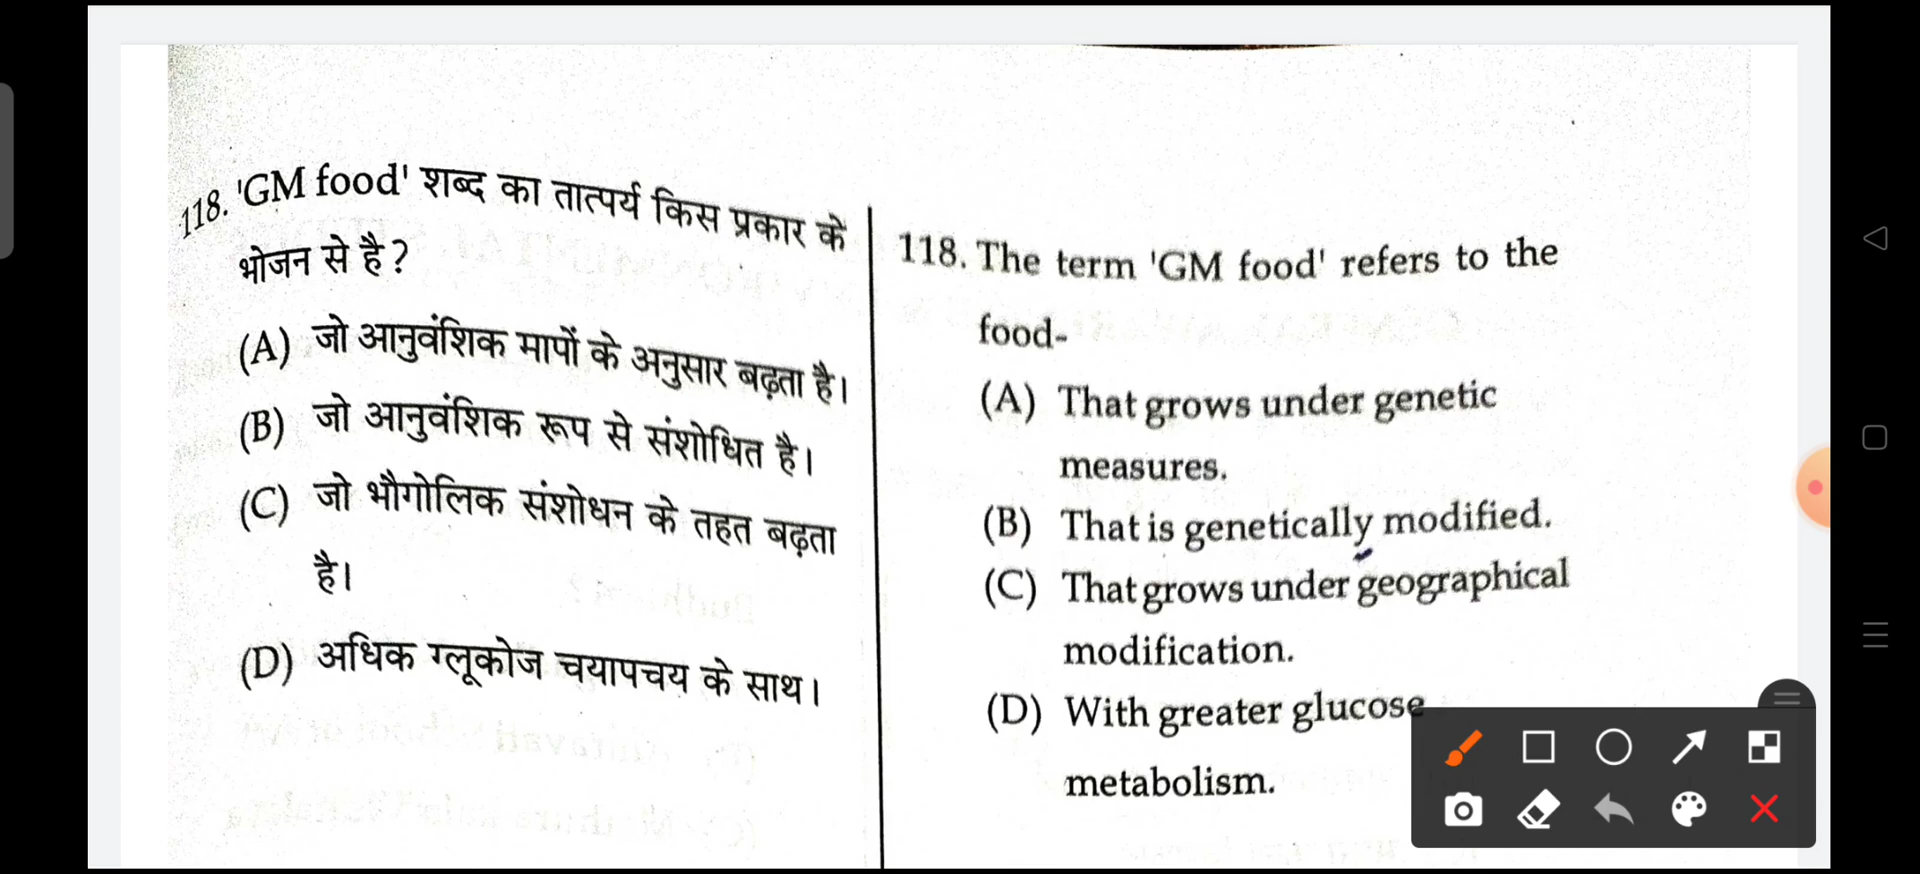 118. 'GM food' शब्द का तात्पर्य किस प्रकार के
भोजन से है?
(A) जो आनुवंशिक मापों के अनुसार बढ़ता है।
(B) जो आनुवंशिक रूप से संशोधित है।
(C) जो भौगोलिक संशोधन के तहत बढ़ता
है।
(D) अधिक ग्लूकोज चयापचय के साथ।
118. The term 'GM food' refers to the
food-
(A) That grows under genetic
measures.
(B) That is genetically modified.
(C) That grows under geographical
modification.
(D) With greater glucose
metabolism.